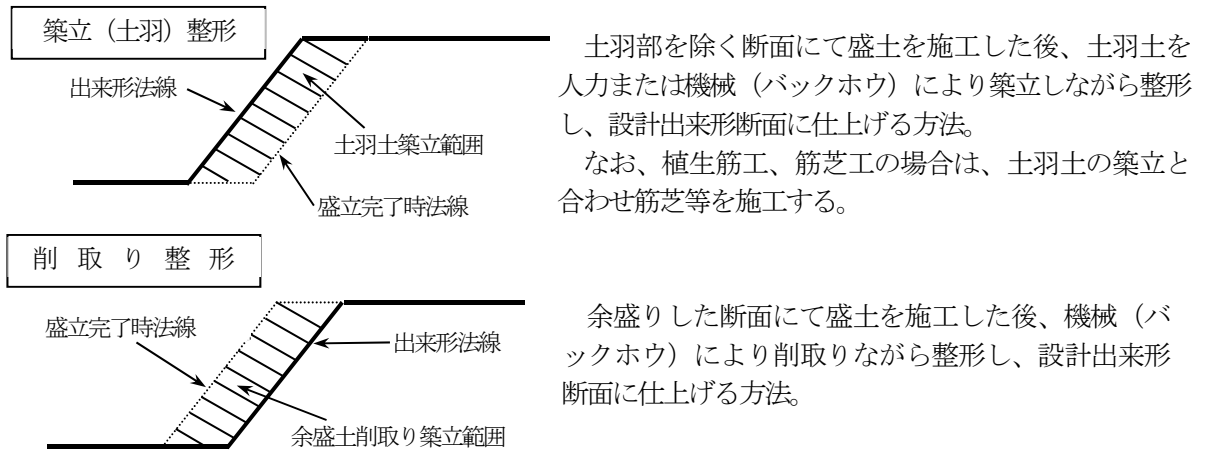 築立（土羽）整形
出来形法線
土羽土築立範囲
盛立完了時法線
土羽部を除く断面にて盛土を施工した後、土羽土を
人力または機械（バックホウ）により築立しながら整形
し、設計出来形断面に仕上げる方法。
なお、植生筋工、筋芝工の場合は、土羽土の築立と
合わせ筋芝等を施工する。
削取り整形
盛立完了時法線
出来形法線
余盛土削取り築立範囲
余盛りした断面にて盛土を施工した後、機械（バ
ックホウ）により削取りながら整形し、設計出来形
断面に仕上げる方法。